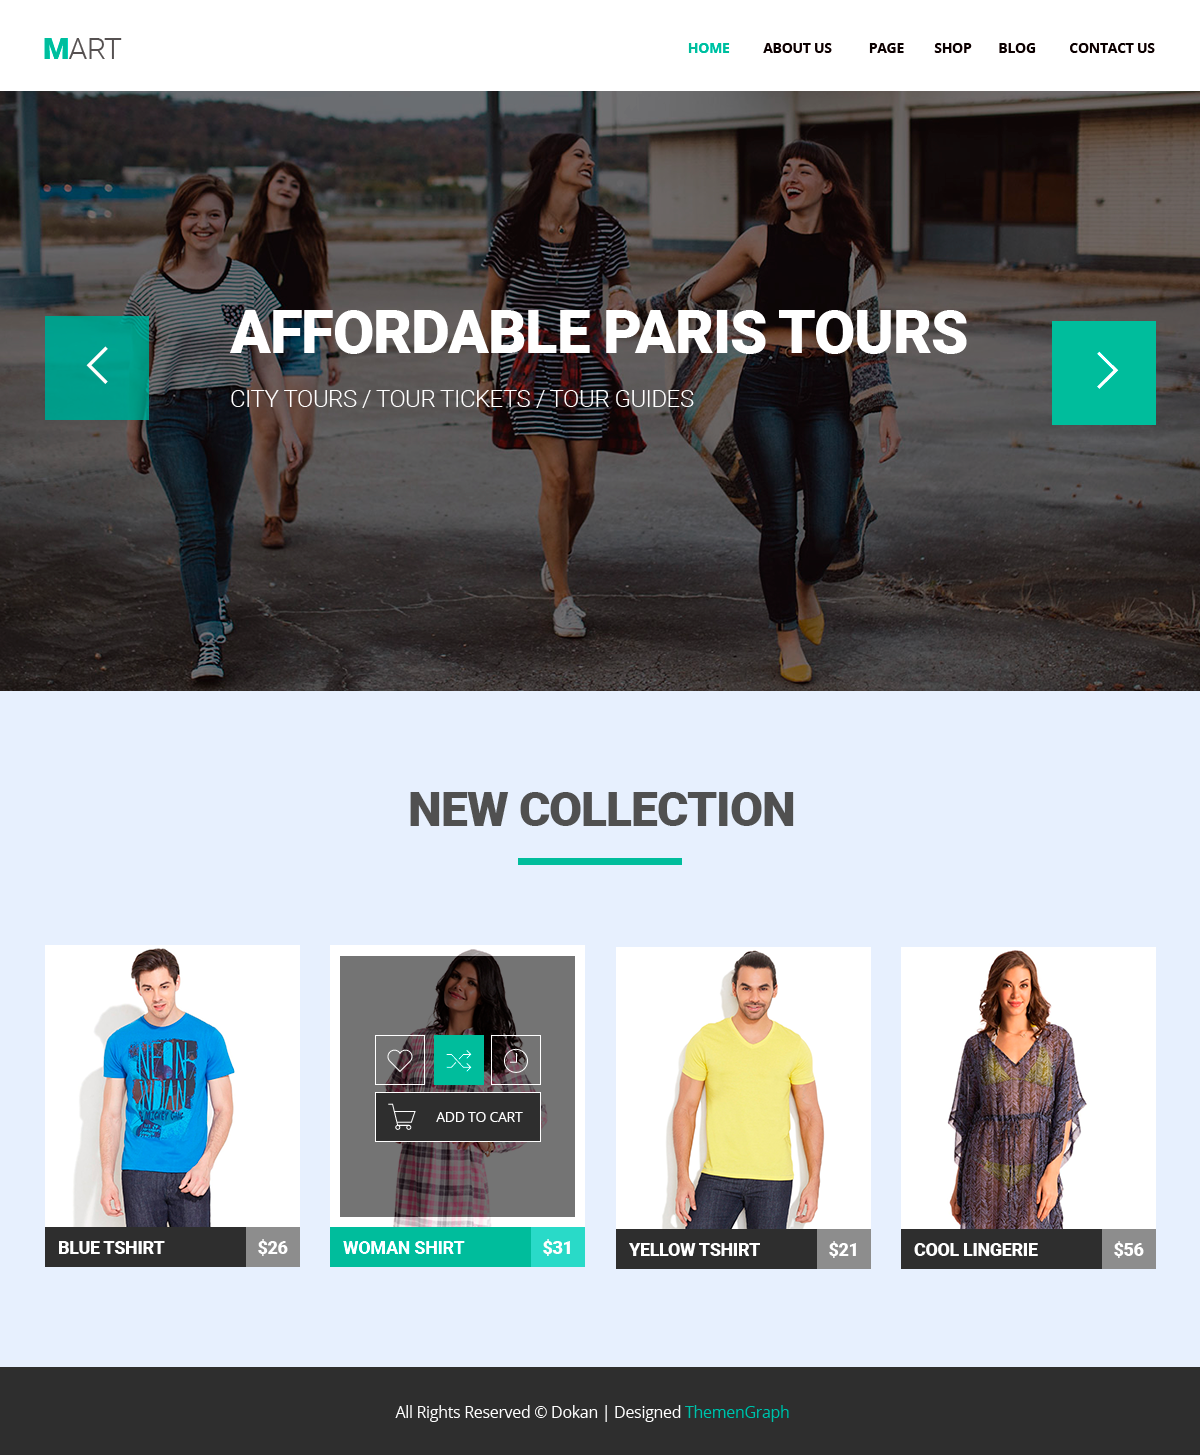 MART
HOME ABOUT US PAGE SHOP BLOG CONTACT US
AFFORDABLE PARIS TOURS
CITY TOURS / TOUR TICKETS / TOUR GUIDES
NEW COLLECTION
NEON
INDIAN
ADD TO CART
BLUE TSHIRT $26
WOMAN SHIRT $31
YELLOW TSHIRT $21
COOL LINGERIE $56
All Rights Reserved © Dokan | Designed ThemenGraph